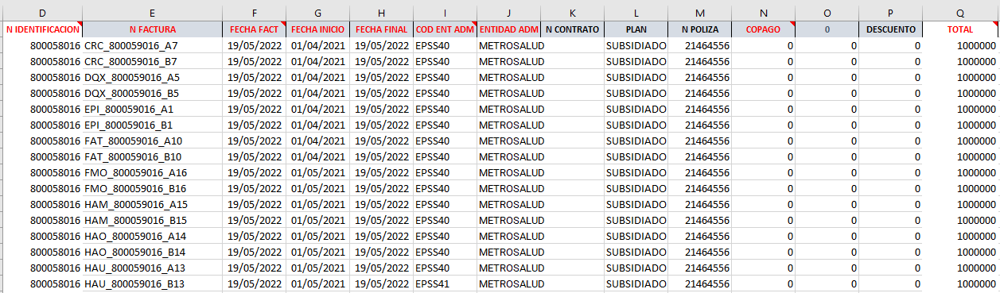 D E F G H I J K L M N O P Q
N IDENTIFICACION N FACTURA FECHA FACT FECHA INICIO FECHA FINAL COD ENT ADM ENTIDAD ADM N CONTRATO PLAN N POLIZA COPAGO 0 DESCUENTO TOTAL
800058016 CRC_800059016_A7 19/05/2022 01/04/2021 19/05/2022 EPSS40 METROSALUD SUBSIDIADO 21464556 0 0 0 1000000
800058016 CRC_800059016_B7 19/05/2022 01/04/2021 19/05/2022 EPSS40 METROSALUD SUBSIDIADO 21464556 0 0 0 1000000
800058016 DQX_800059016_A5 19/05/2022 01/04/2021 19/05/2022 EPSS40 METROSALUD SUBSIDIADO 21464556 0 0 0 1000000
800058016 DQX_800059016_B5 19/05/2022 01/04/2021 19/05/2022 EPSS40 METROSALUD SUBSIDIADO 21464556 0 0 0 1000000
800058016 EPI_800059016_A1 19/05/2022 01/04/2021 19/05/2022 EPSS40 METROSALUD SUBSIDIADO 21464556 0 0 0 1000000
800058016 EPI_800059016_B1 19/05/2022 01/04/2021 19/05/2022 EPSS40 METROSALUD SUBSIDIADO 21464556 0 0 0 1000000
800058016 FAT_800059016_A10 19/05/2022 01/04/2021 19/05/2022 EPSS40 METROSALUD SUBSIDIADO 21464556 0 0 0 1000000
800058016 FAT_800059016_B10 19/05/2022 01/04/2021 19/05/2022 EPSS40 METROSALUD SUBSIDIADO 21464556 0 0 0 1000000
800058016 FMO_800059016_A16 19/05/2022 01/05/2021 19/05/2022 EPSS40 METROSALUD SUBSIDIADO 21464556 0 0 0 1000000
800058016 FMO_800059016_B16 19/05/2022 01/05/2021 19/05/2022 EPSS40 METROSALUD SUBSIDIADO 21464556 0 0 0 1000000
800058016 HAM_800059016_A15 19/05/2022 01/05/2021 19/05/2022 EPSS40 METROSALUD SUBSIDIADO 21464556 0 0 0 1000000
800058016 HAM_800059016_B15 19/05/2022 01/05/2021 19/05/2022 EPSS40 METROSALUD SUBSIDIADO 21464556 0 0 0 1000000
800058016 HAO_800059016_A14 19/05/2022 01/05/2021 19/05/2022 EPSS40 METROSALUD SUBSIDIADO 21464556 0 0 0 1000000
800058016 HAO_800059016_B14 19/05/2022 01/05/2021 19/05/2022 EPSS40 METROSALUD SUBSIDIADO 21464556 0 0 0 1000000
800058016 HAU_800059016_A13 19/05/2022 01/05/2021 19/05/2022 EPSS40 METROSALUD SUBSIDIADO 21464556 0 0 0 1000000
800058016 HAU_800059016_B13 19/05/2022 01/05/2021 19/05/2022 EPSS41 METROSALUD SUBSIDIADO 21464556 0 0 0 1000000